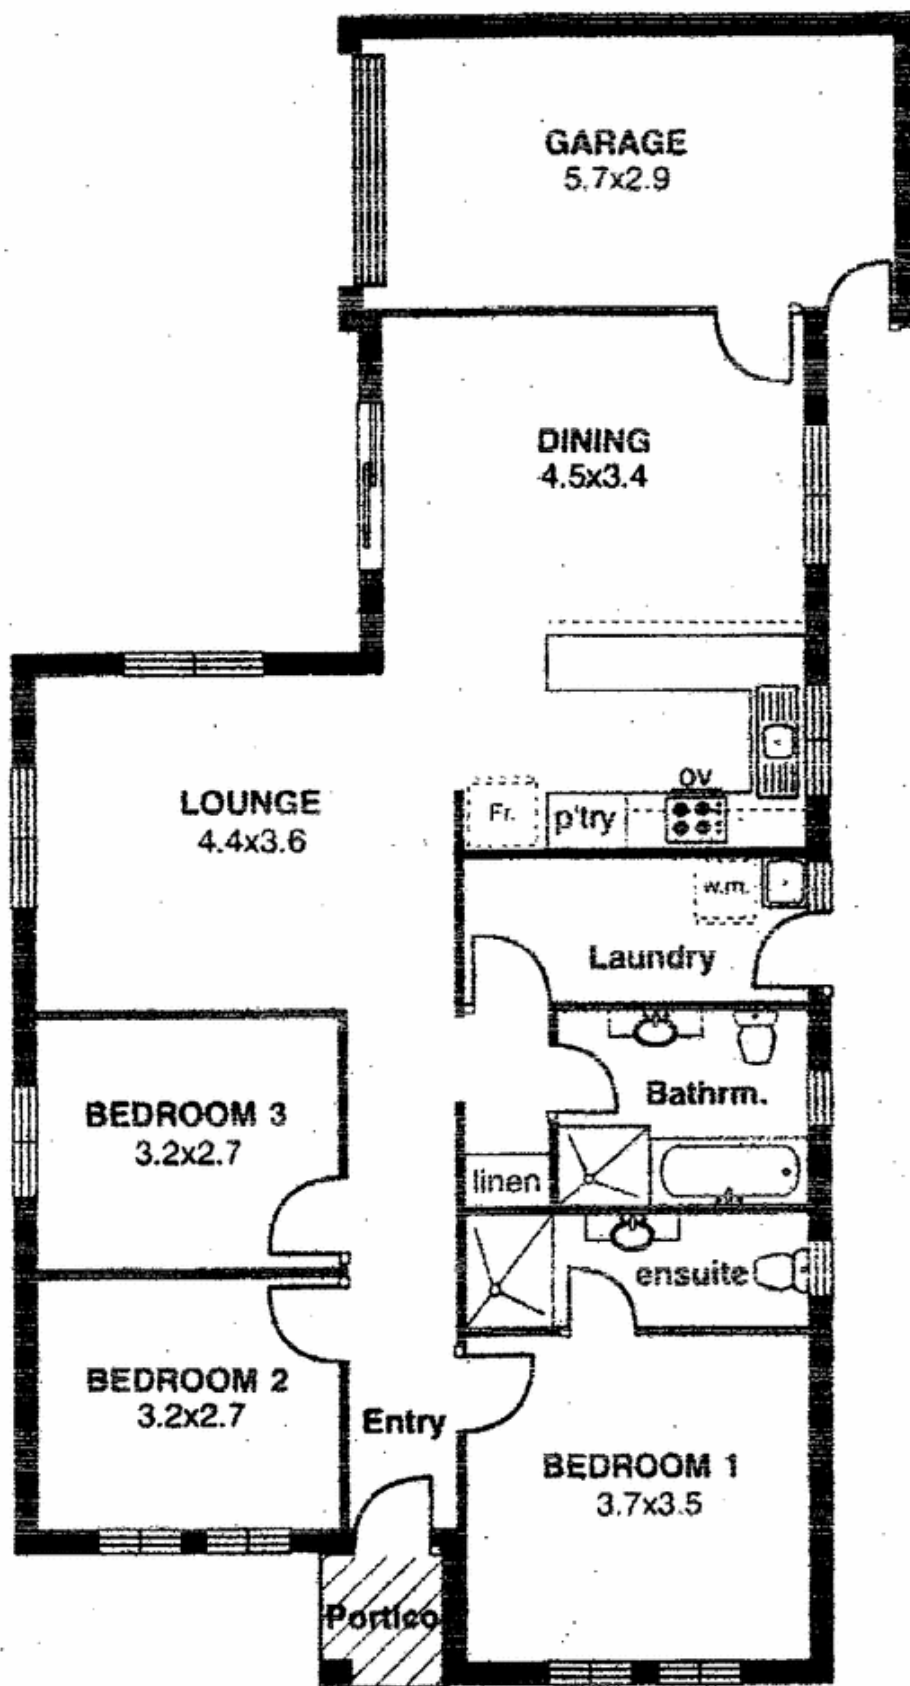 GARAGE
5.7x2.9
DINING
4.5x3.4
LOUNGE
4.4x3.6
Fr.
p'try
OV
w.m.
Laundry
BEDROOM 3
3.2x2.7
Bathrm.
linen
ensuite
BEDROOM 2
3.2x2.7
Entry
BEDROOM 1
3.7x3.5
Portico